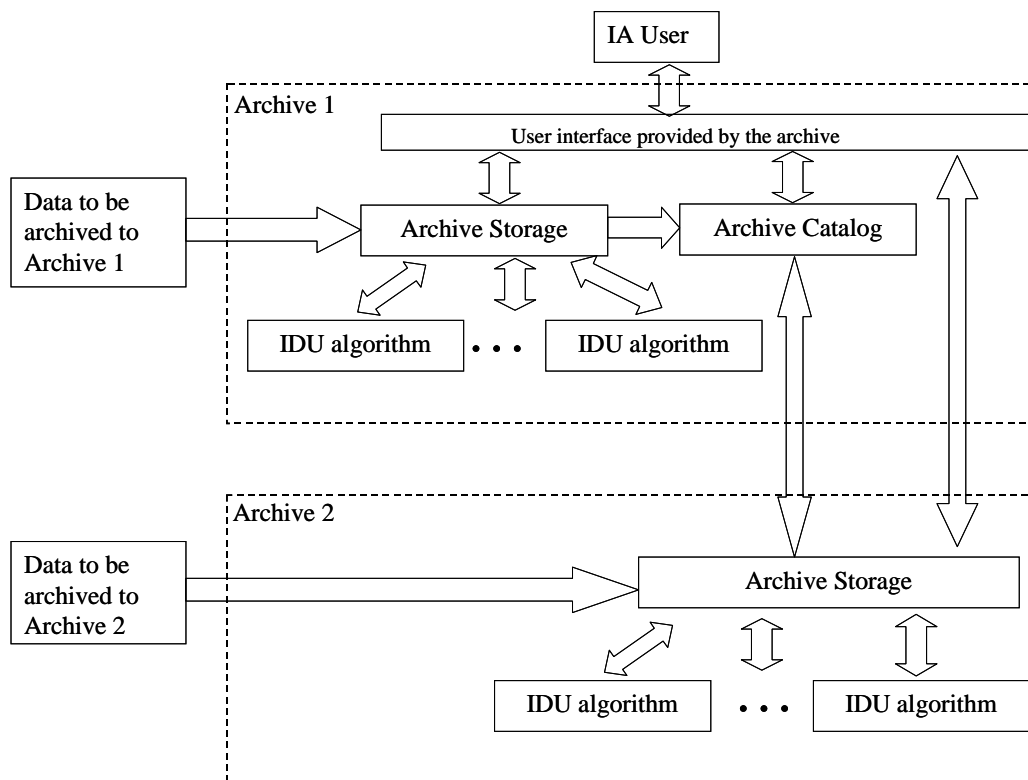 IA User
Archive 1
User interface provided by the archive
Data to be
archived to
Archive 1
Archive Storage
Archive Catalog
IDU algorithm
• • •
IDU algorithm
Archive 2
Data to be
archived to
Archive 2
Archive Storage
IDU algorithm
• • •
IDU algorithm